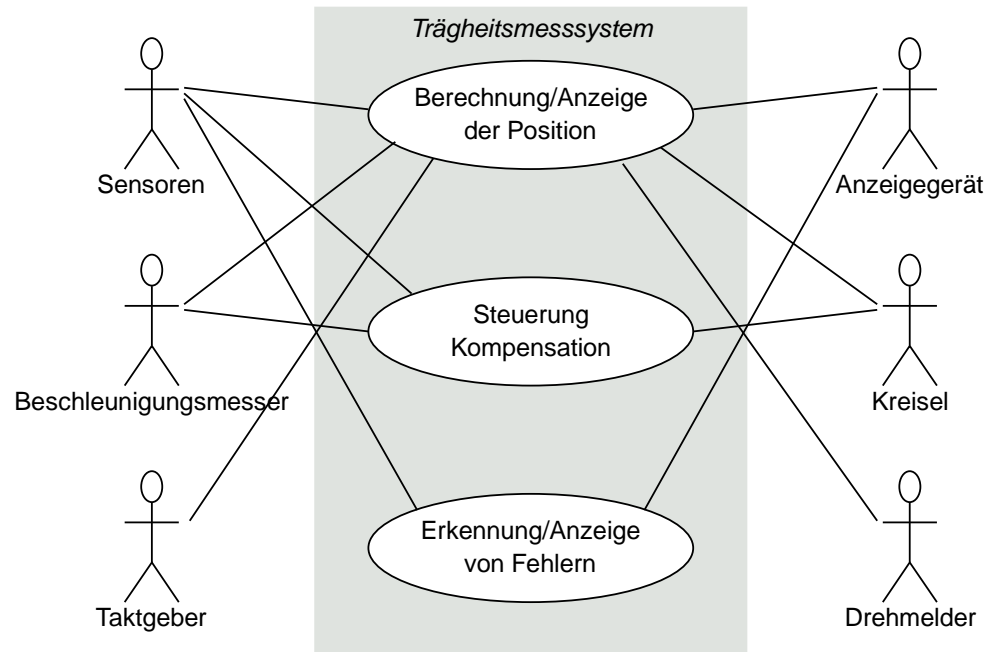 Trägheitsmesssystem
Berechnung/Anzeige
der Position
Sensoren
Anzeigegerät
Steuerung
Kompensation
Beschleunigungsmesser
Kreisel
Erkennung/Anzeige
von Fehlern
Taktgeber
Drehmelder